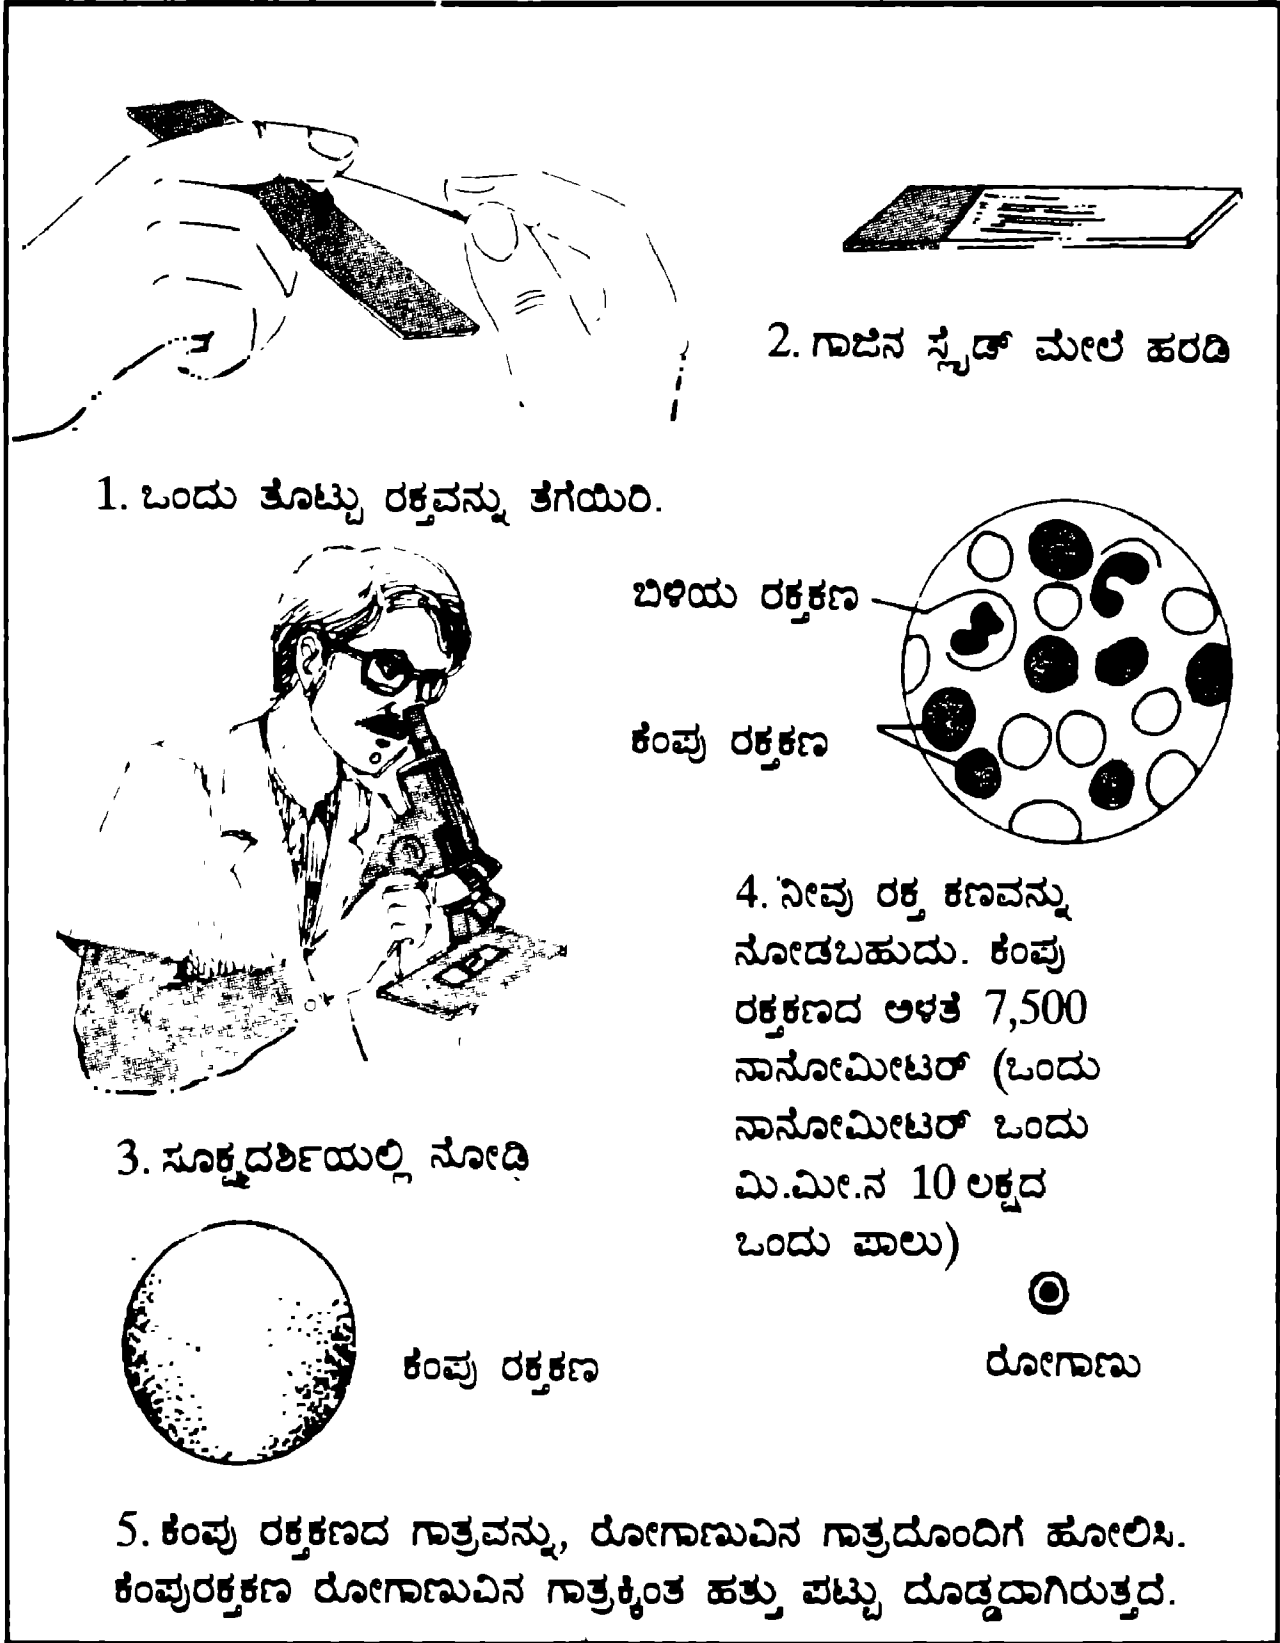 1. ಒಂದು ತೊಟ್ಟು ರಕ್ತವನ್ನು ತೆಗೆಯಿರಿ.
2. ಗಾಜಿನ ಸ್ಲೈಡ್ ಮೇಲೆ ಹರಡಿ
3. ಸೂಕ್ಷ್ಮದರ್ಶಿಯಲ್ಲಿ ನೋಡಿ
ಬಿಳಿಯ ರಕ್ತಕಣ
ಕೆಂಪು ರಕ್ತಕಣ
4. ನೀವು ರಕ್ತ ಕಣವನ್ನು
ನೋಡಬಹುದು. ಕೆಂಪು
ರಕ್ತಕಣದ ಅಳತೆ 7,500
ನಾನೋಮೀಟರ್ (ಒಂದು
ನಾನೋಮೀಟರ್ ಒಂದು
ಮಿ.ಮೀ.ನ 10 ಲಕ್ಷದ
ಒಂದು ಪಾಲು)
ಕೆಂಪು ರಕ್ತಕಣ
ರೋಗಾಣು
5. ಕೆಂಪು ರಕ್ತಕಣದ ಗಾತ್ರವನ್ನು, ರೋಗಾಣುವಿನ ಗಾತ್ರದೊಂದಿಗೆ ಹೋಲಿಸಿ.
ಕೆಂಪುರಕ್ತಕಣ ರೋಗಾಣುವಿನ ಗಾತ್ರಕ್ಕಿಂತ ಹತ್ತು ಪಟ್ಟು ದೊಡ್ಡದಾಗಿರುತ್ತದೆ.